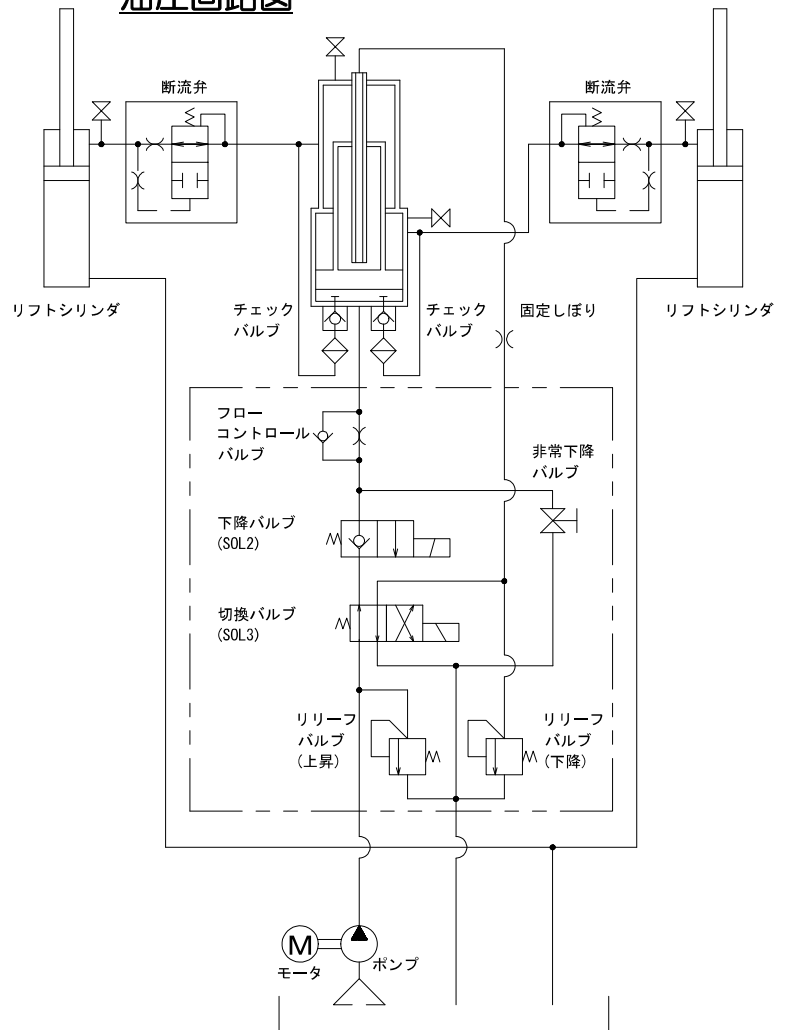 油圧回路図
断流弁
断流弁
リフトシリンダ
チェック
バルブ
チェック
バルブ
固定しぼり
リフトシリンダ
フロー
コントロール
バルブ
非常下降
バルブ
下降バルブ
(SOL2)
切換バルブ
(SOL3)
リリーフ
バルブ
(上昇)
リリーフ
バルブ
(下降)
M
モータ
ポンプ